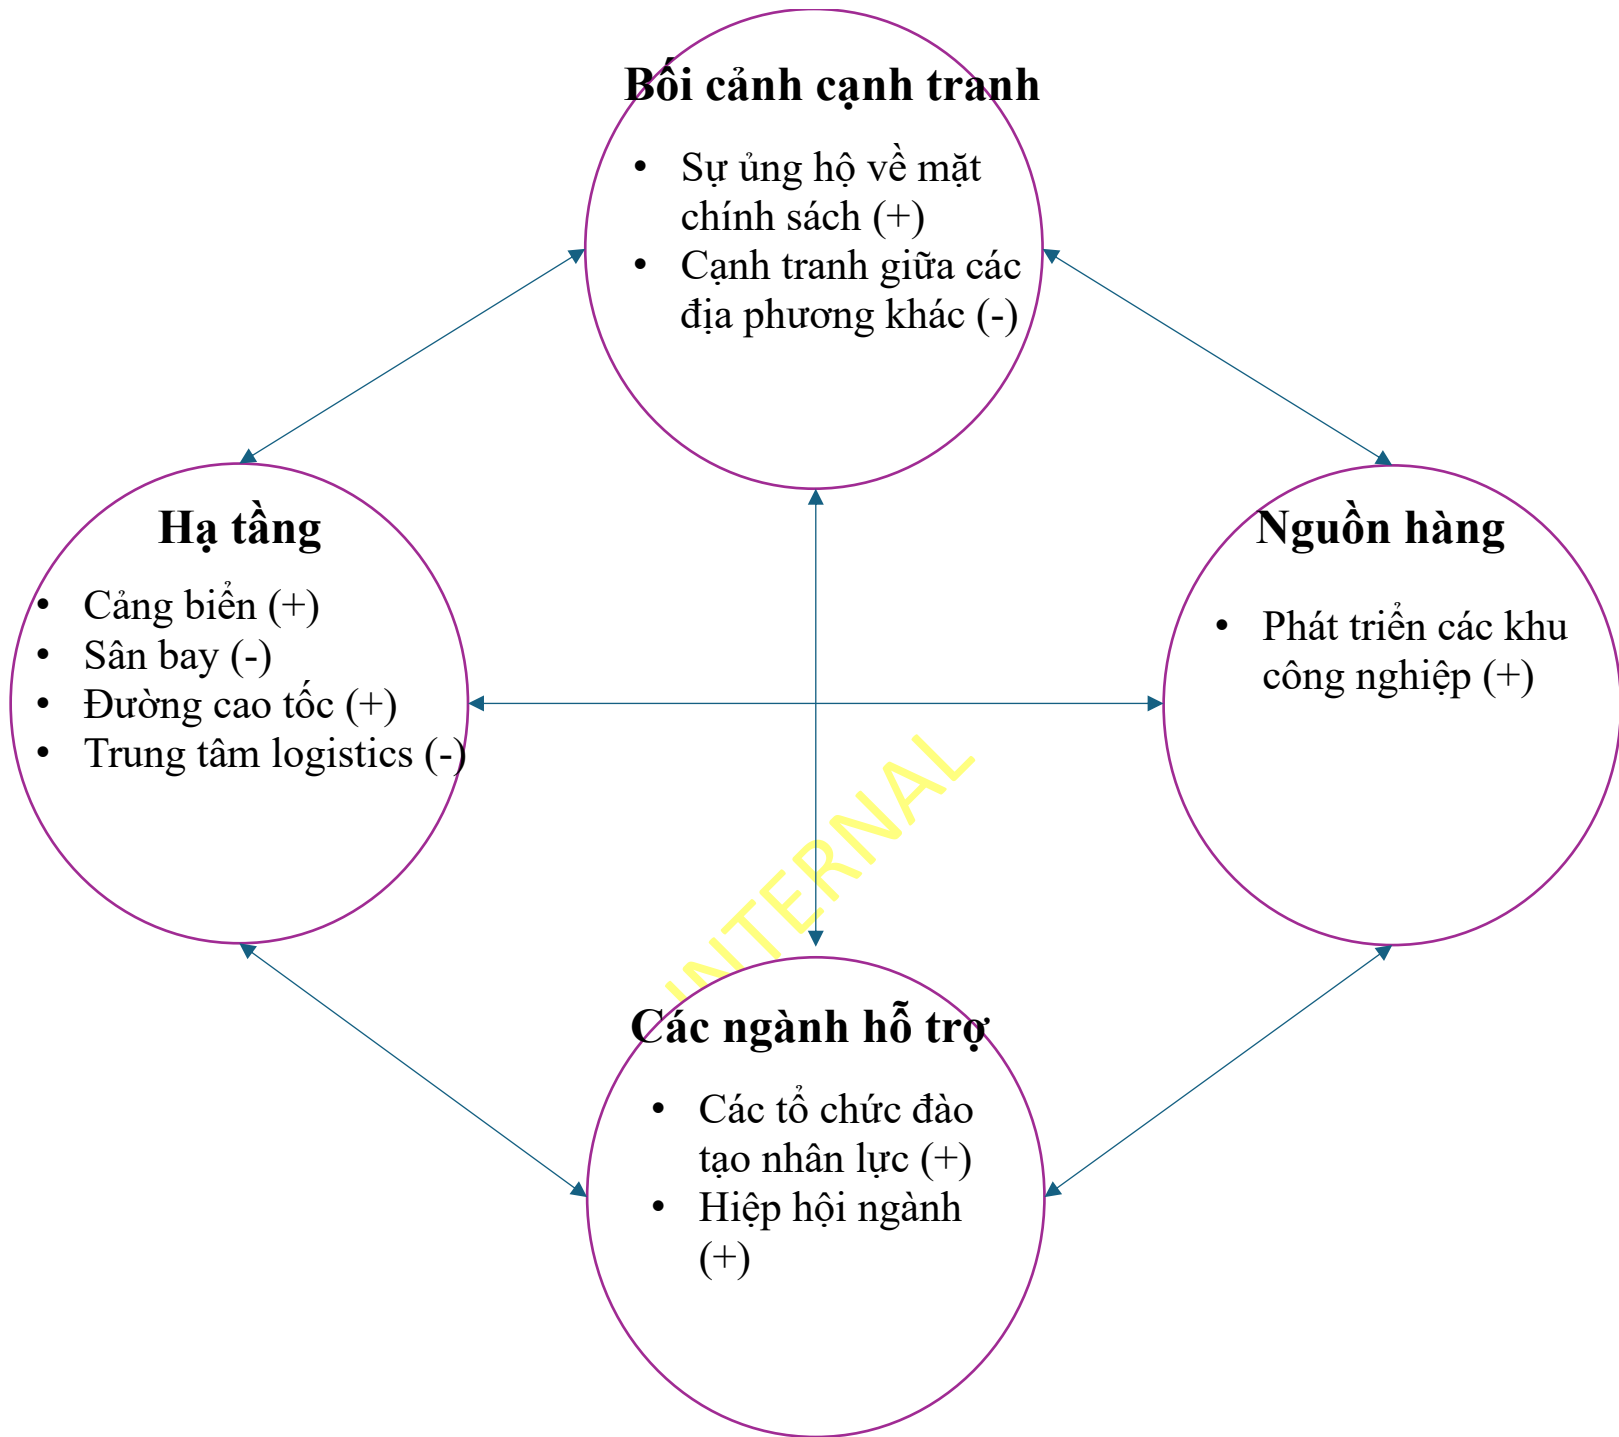 Bối cảnh cạnh tranh
• Sự ủng hộ về mặt
chính sách (+)
• Cạnh tranh giữa các
địa phương khác (-)
Hạ tầng
• Cảng biển (+)
• Sân bay (-)
• Đường cao tốc (+)
• Trung tâm logistics (-)
Nguồn hàng
• Phát triển các khu
công nghiệp (+)
INTERNAL
Các ngành hỗ trợ
• Các tổ chức đào
tạo nhân lực (+)
• Hiệp hội ngành
(+)